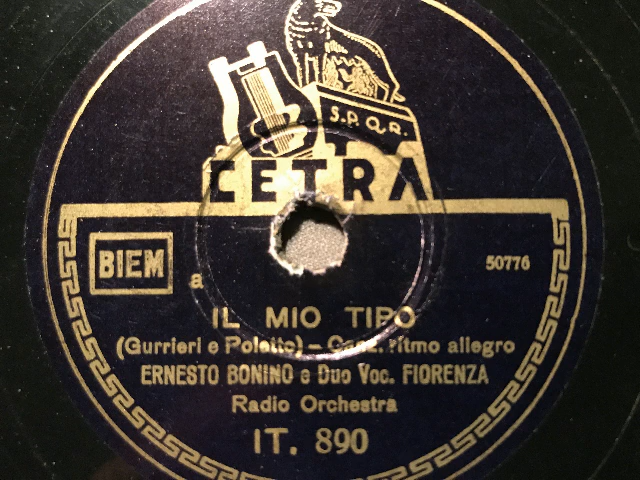 S.P.Q.R.
CETRA
BIEM
50776
a
IL MIO TIPO
(Gurrieri e Poletto) - Canz. ritmo allegro
ERNESTO BONINO e Duo Voc. FIORENZA
Radio Orchestra
IT. 890